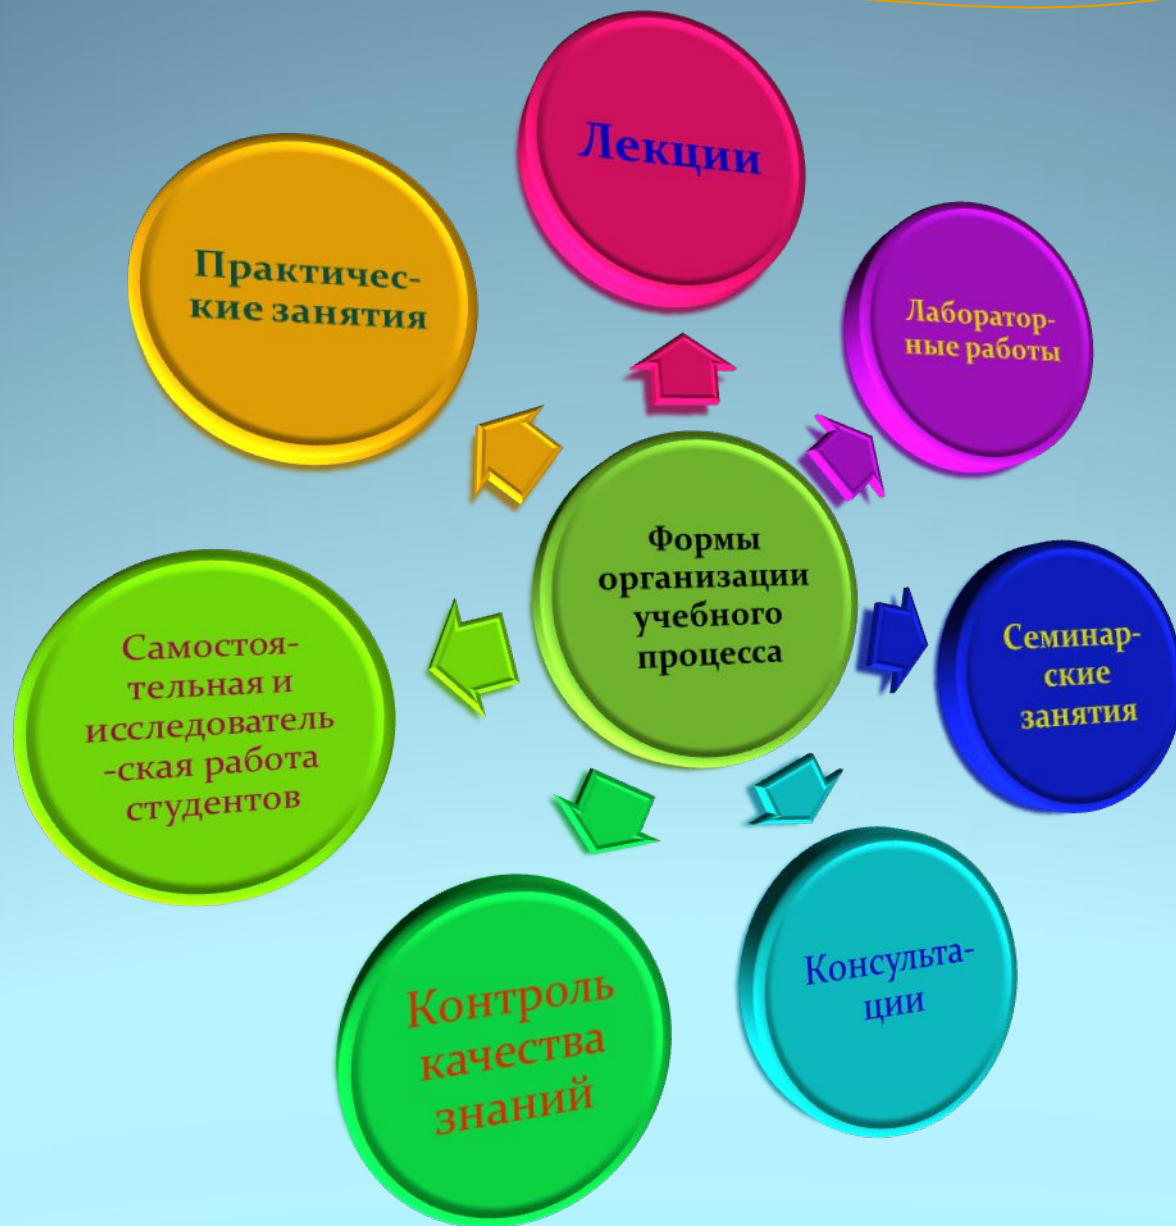 Лекции
Практичес-
кие занятия
Лаборатор-
ные работы
Формы
организации
учебного
процесса
Семинар-
ские
занятия
Самостоя-
тельная и
исследователь
-ская работа
студентов
Консульта-
ции
Контроль
качества
знаний